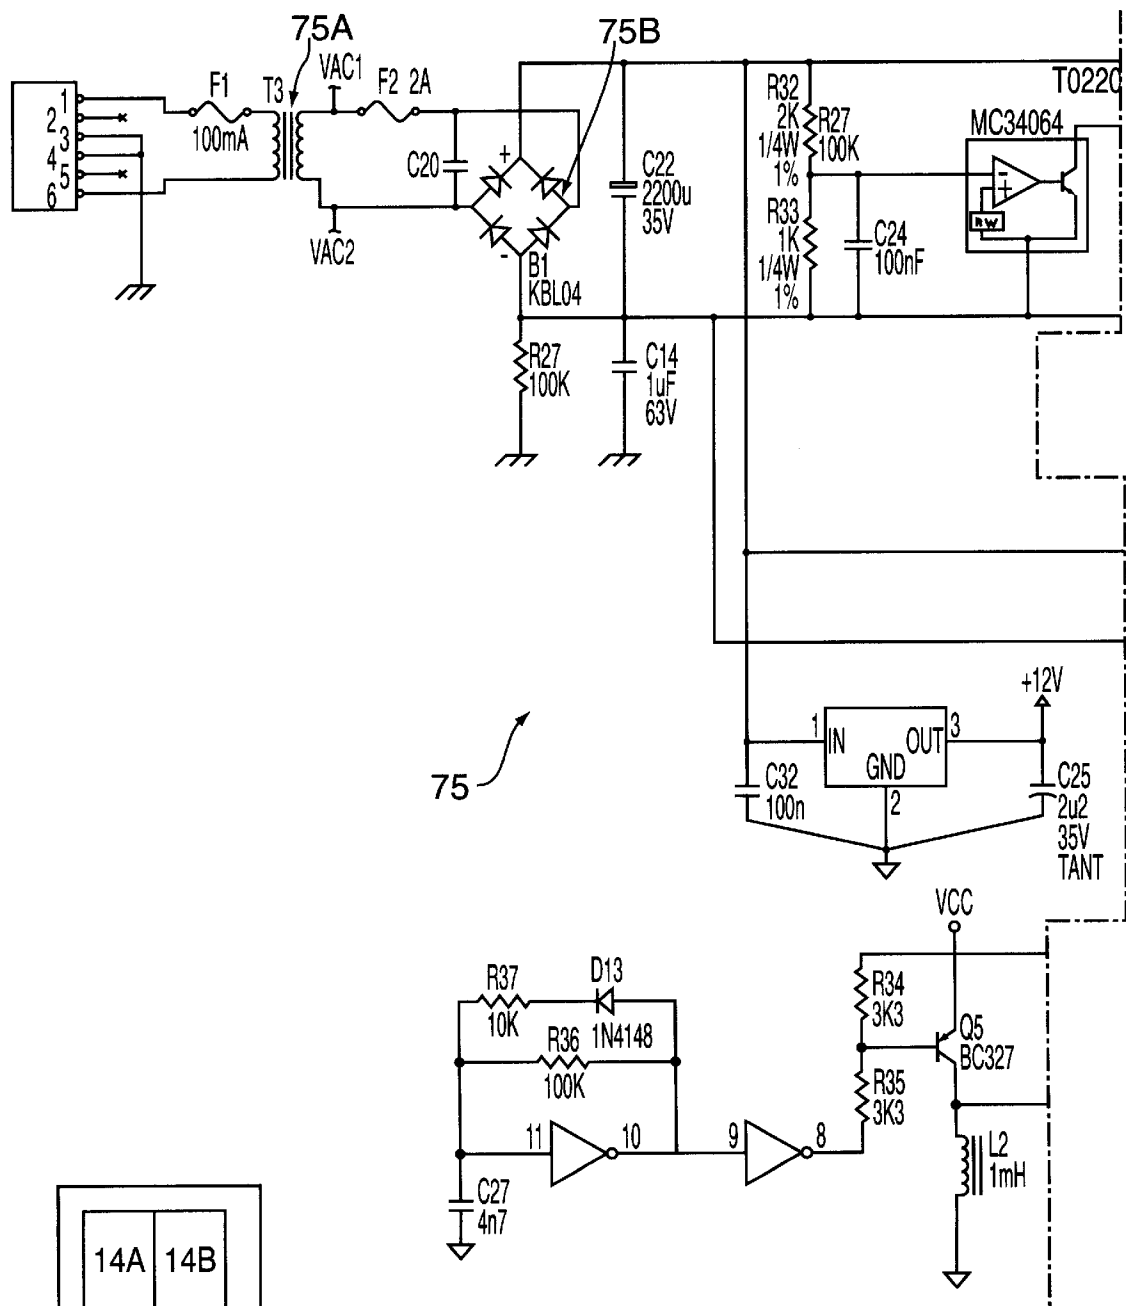 75A
75B
VAC1
F1
T3
F2 2A
T0220
1
2
3
4
5
6
100mA
C20
+
-
VAC2
B1
KBL04
C22
2200u
35V
R32
2K
1/4W
1%
R27
100K
MC34064
-
+
R33
1K
1/4W
1%
C24
100nF
R27
100K
C14
1uF
63V
+12V
75
1
IN
OUT
3
GND
2
C32
100n
C25
2u2
35V
TANT
VCC
R37
10K
D13
1N4148
R36
100K
R34
3K3
Q5
BC327
R35
3K3
11
10
9
8
L2
1mH
C27
4n7
14A
14B